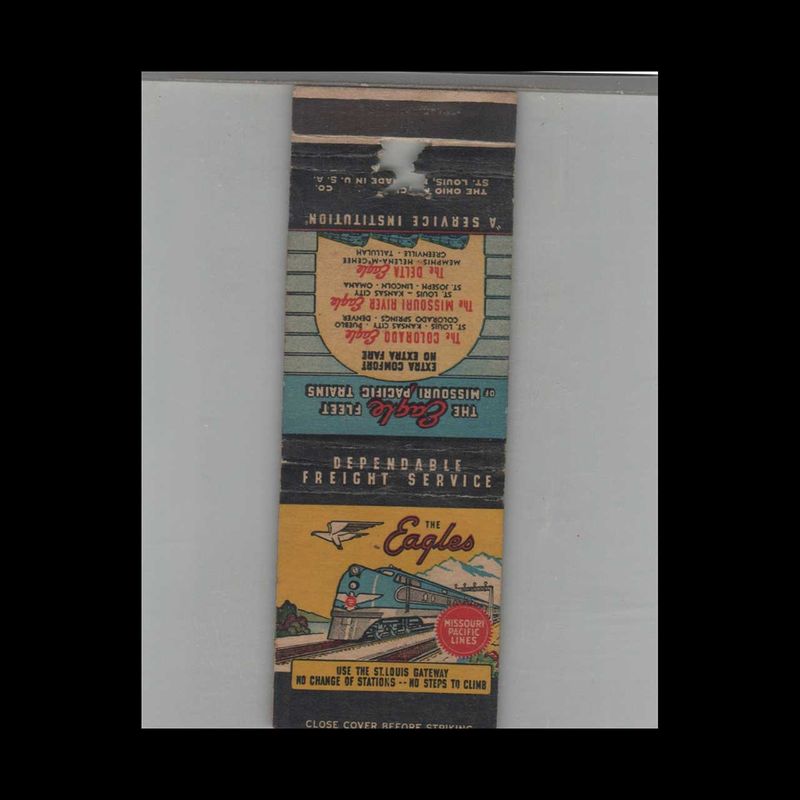 THE Eagle FLEET
OF MISSOURI PACIFIC TRAINS
EXTRA COMFORT
NO EXTRA FARE
The COLORADO Eagle
ST. LOUIS - KANSAS CITY - PUEBLO
COLORADO SPRINGS - DENVER
The MISSOURI RIVER Eagle
ST. LOUIS - KANSAS CITY
ST. JOSEPH - LINCOLN - OMAHA
The DELTA Eagle
MEMPHIS - HELENA-McGEHEE
GREENVILLE - TALLULAH
"A SERVICE INSTITUTION"
THE OHIO CO.
ST. LOUIS, MADE IN U.S.A.
DEPENDABLE
FREIGHT SERVICE
THE
Eagles
MISSOURI
PACIFIC
LINES
USE THE ST. LOUIS GATEWAY
NO CHANGE OF STATIONS -- NO STEPS TO CLIMB
CLOSE COVER BEFORE STRIKING